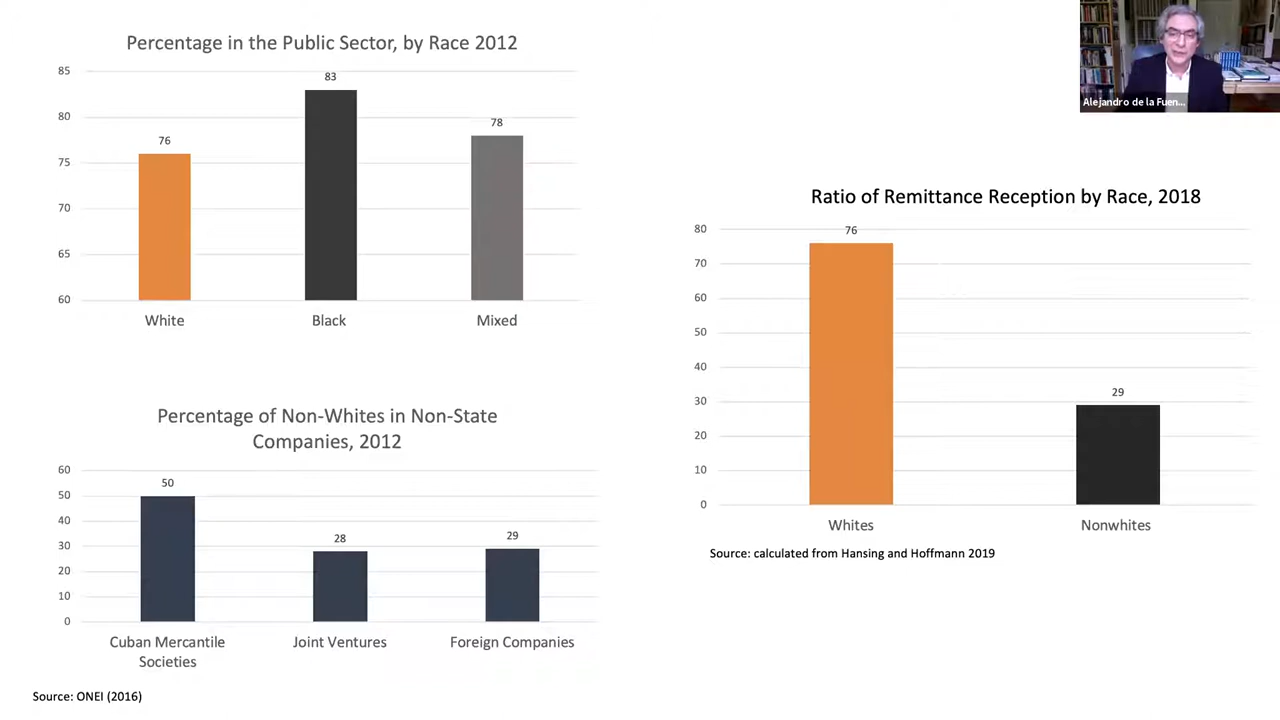 Percentage in the Public Sector, by Race 2012
85
80
75
70
65
60
76
83
78
White
Black
Mixed
Percentage of Non-Whites in Non-State
Companies, 2012
60
50
40
30
20
10
0
50
28
29
Cuban Mercantile
Societies
Joint Ventures
Foreign Companies
Source: ONEI (2016)
Alejandro de la Fuen...
Ratio of Remittance Reception by Race, 2018
80
70
60
50
40
30
20
10
0
76
29
Whites
Nonwhites
Source: calculated from Hansing and Hoffmann 2019